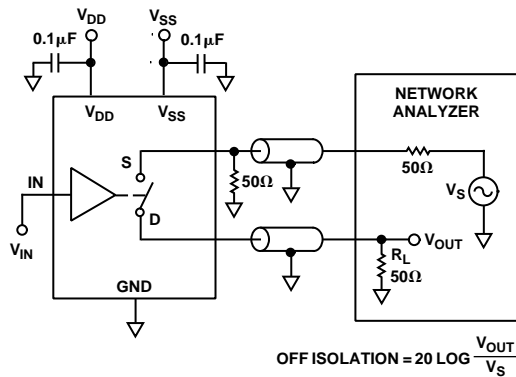 VDD
VSS
0.1µF
0.1µF
VDD
VSS
NETWORK
ANALYZER
S
IN
50Ω
50Ω
VS
D
VIN
VOUT
RL
50Ω
GND
OFF ISOLATION = 20 LOG VOUT
VS